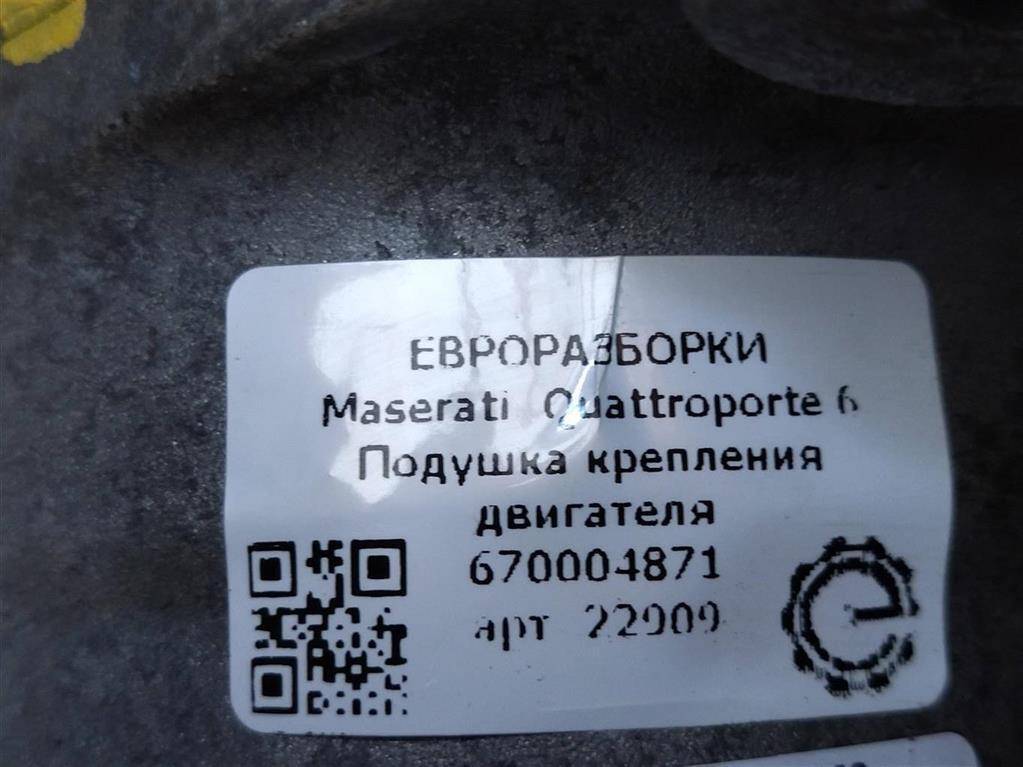 ЕВРОРАЗБОРКИ
Maserati Quattroporte 6
Подушка крепления
двигателя
670004871
арт 22909